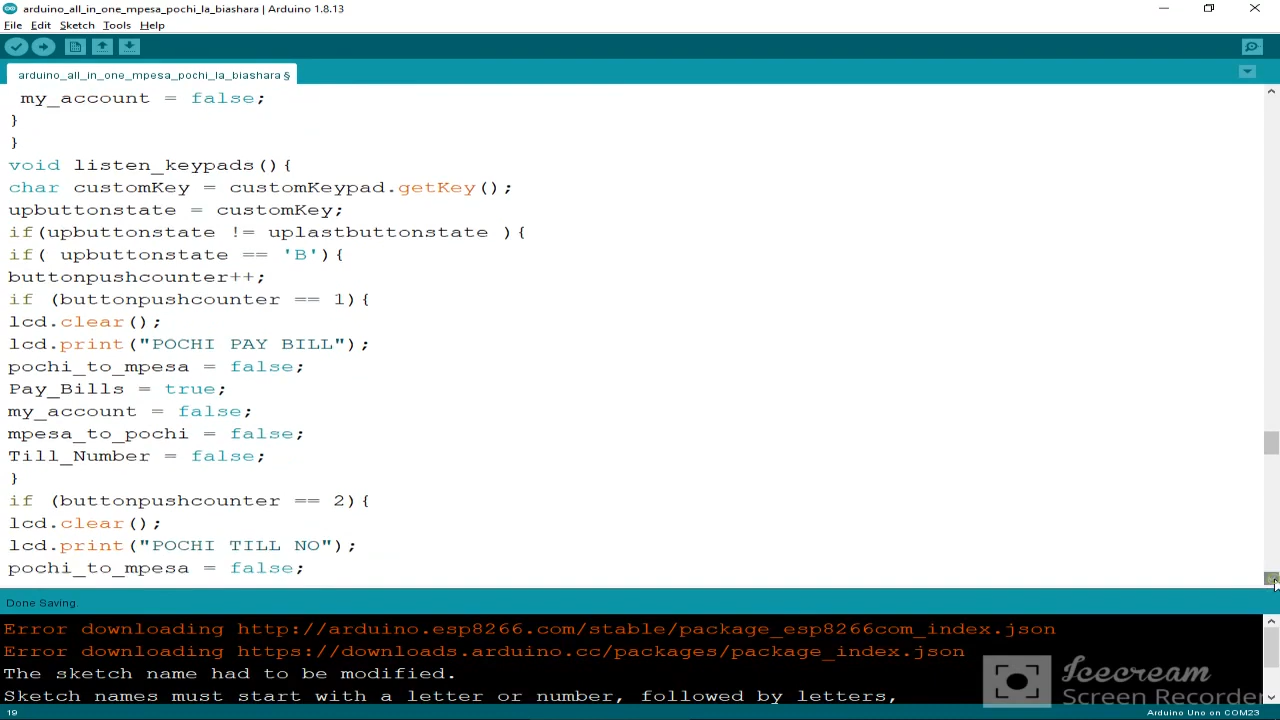 arduino_all_in_one_mpesa_pochi_la_biashara | Arduino 1.8.13
File Edit Sketch Tools Help
arduino_all_in_one_mpesa_pochi_la_biashara §
my_account = false;
}
}
void listen_keypads(){
char customKey = customKeypad.getKey();
upbuttonstate = customKey;
if(upbuttonstate != uplastbuttonstate ){
if( upbuttonstate == 'B'){
buttonpushcounter++;
if (buttonpushcounter == 1){
lcd.clear();
lcd.print("POCHI PAY BILL");
pochi_to_mpesa = false;
Pay_Bills = true;
my_account = false;
mpesa_to_pochi = false;
Till_Number = false;
}
if (buttonpushcounter == 2){
lcd.clear();
lcd.print("POCHI TILL NO");
pochi_to_mpesa = false;
Done Saving.
Error downloading http://arduino.esp8266.com/stable/package_esp8266com_index.json
Error downloading https://downloads.arduino.cc/packages/package_index.json
The sketch name had to be modified.
Sketch names must start with a letter or number, followed by letters,
Icecream
Screen Recorder
19
Arduino Uno on COM23